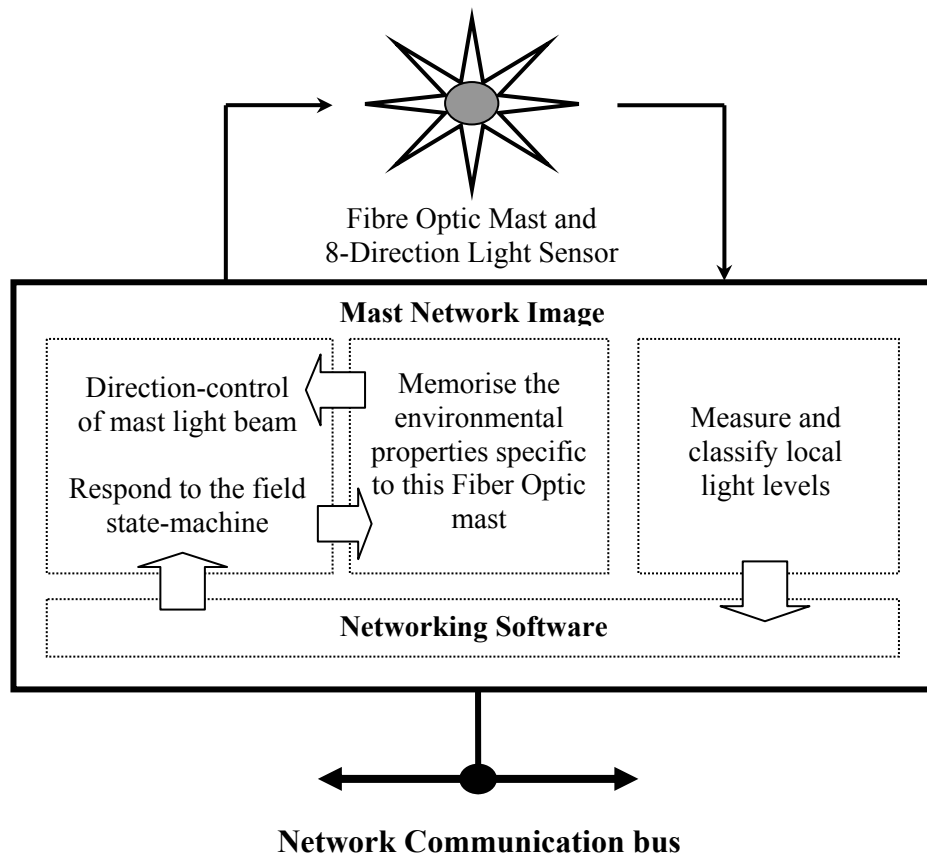 Fibre Optic Mast and
8-Direction Light Sensor
Mast Network Image
Direction-control
of mast light beam
Respond to the field
state-machine
Memorise the
environmental
properties specific
to this Fiber Optic
mast
Measure and
classify local
light levels
Networking Software
Network Communication bus